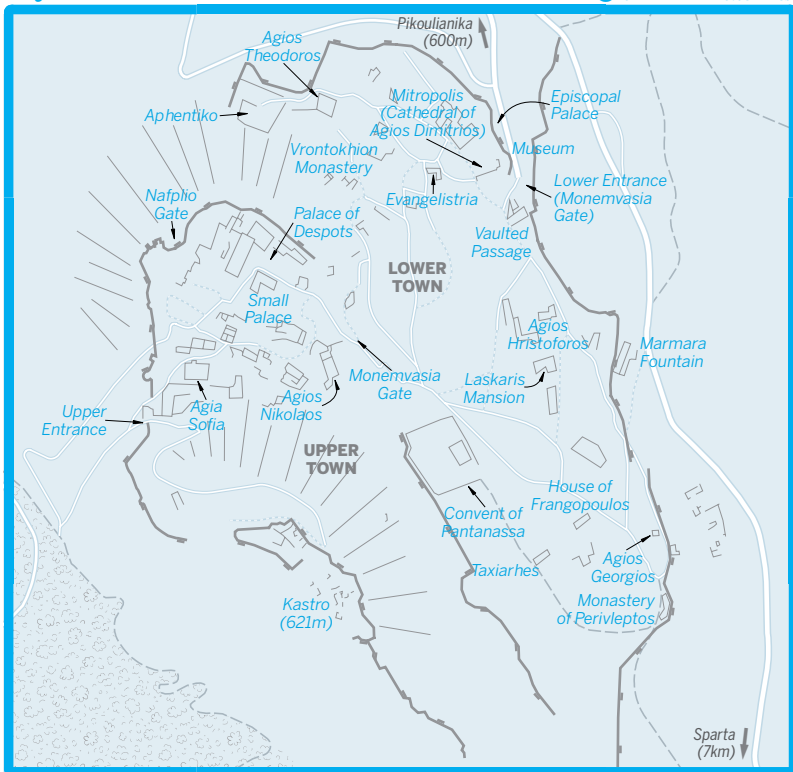 Pikoulianika
(600m)
Agios
Theodoros
Mitropolis
(Cathedral of
Agios Dimitrios)
Episcopal
Palace
Aphentiko
Vrontokhion
Monastery
Museum
Nafplio
Gate
Evangelistria
Lower Entrance
(Monemvasia
Gate)
Palace of
Despots
Vaulted
Passage
LOWER
TOWN
Small
Palace
Agios
Hristoforos
Marmara
Fountain
Monemvasia
Gate
Laskaris
Mansion
Agios
Nikolaos
Agia
Sofia
Upper
Entrance
UPPER
TOWN
House of
Frangopoulos
Convent of
Pantanassa
Taxiarhes
Agios
Georgios
Kastro
(621m)
Monastery
of Perivleptos
Sparta
(7km)